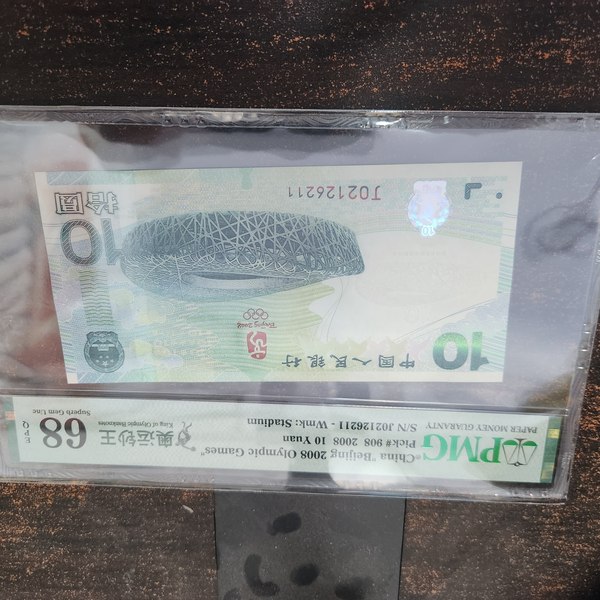 PMG
PAPER MONEY GUARANTY
China "Beijing 2008 Olympic Games"
Pick# 908 2008 10 Yuan
S/N J02126211 - Wmk: Stadium
奥运钞王
King of Olympic Banknotes
68
EPQ
Superb Gem Unc
10
中国人民银行
Beijing 2008
10
拾圆
J02126211